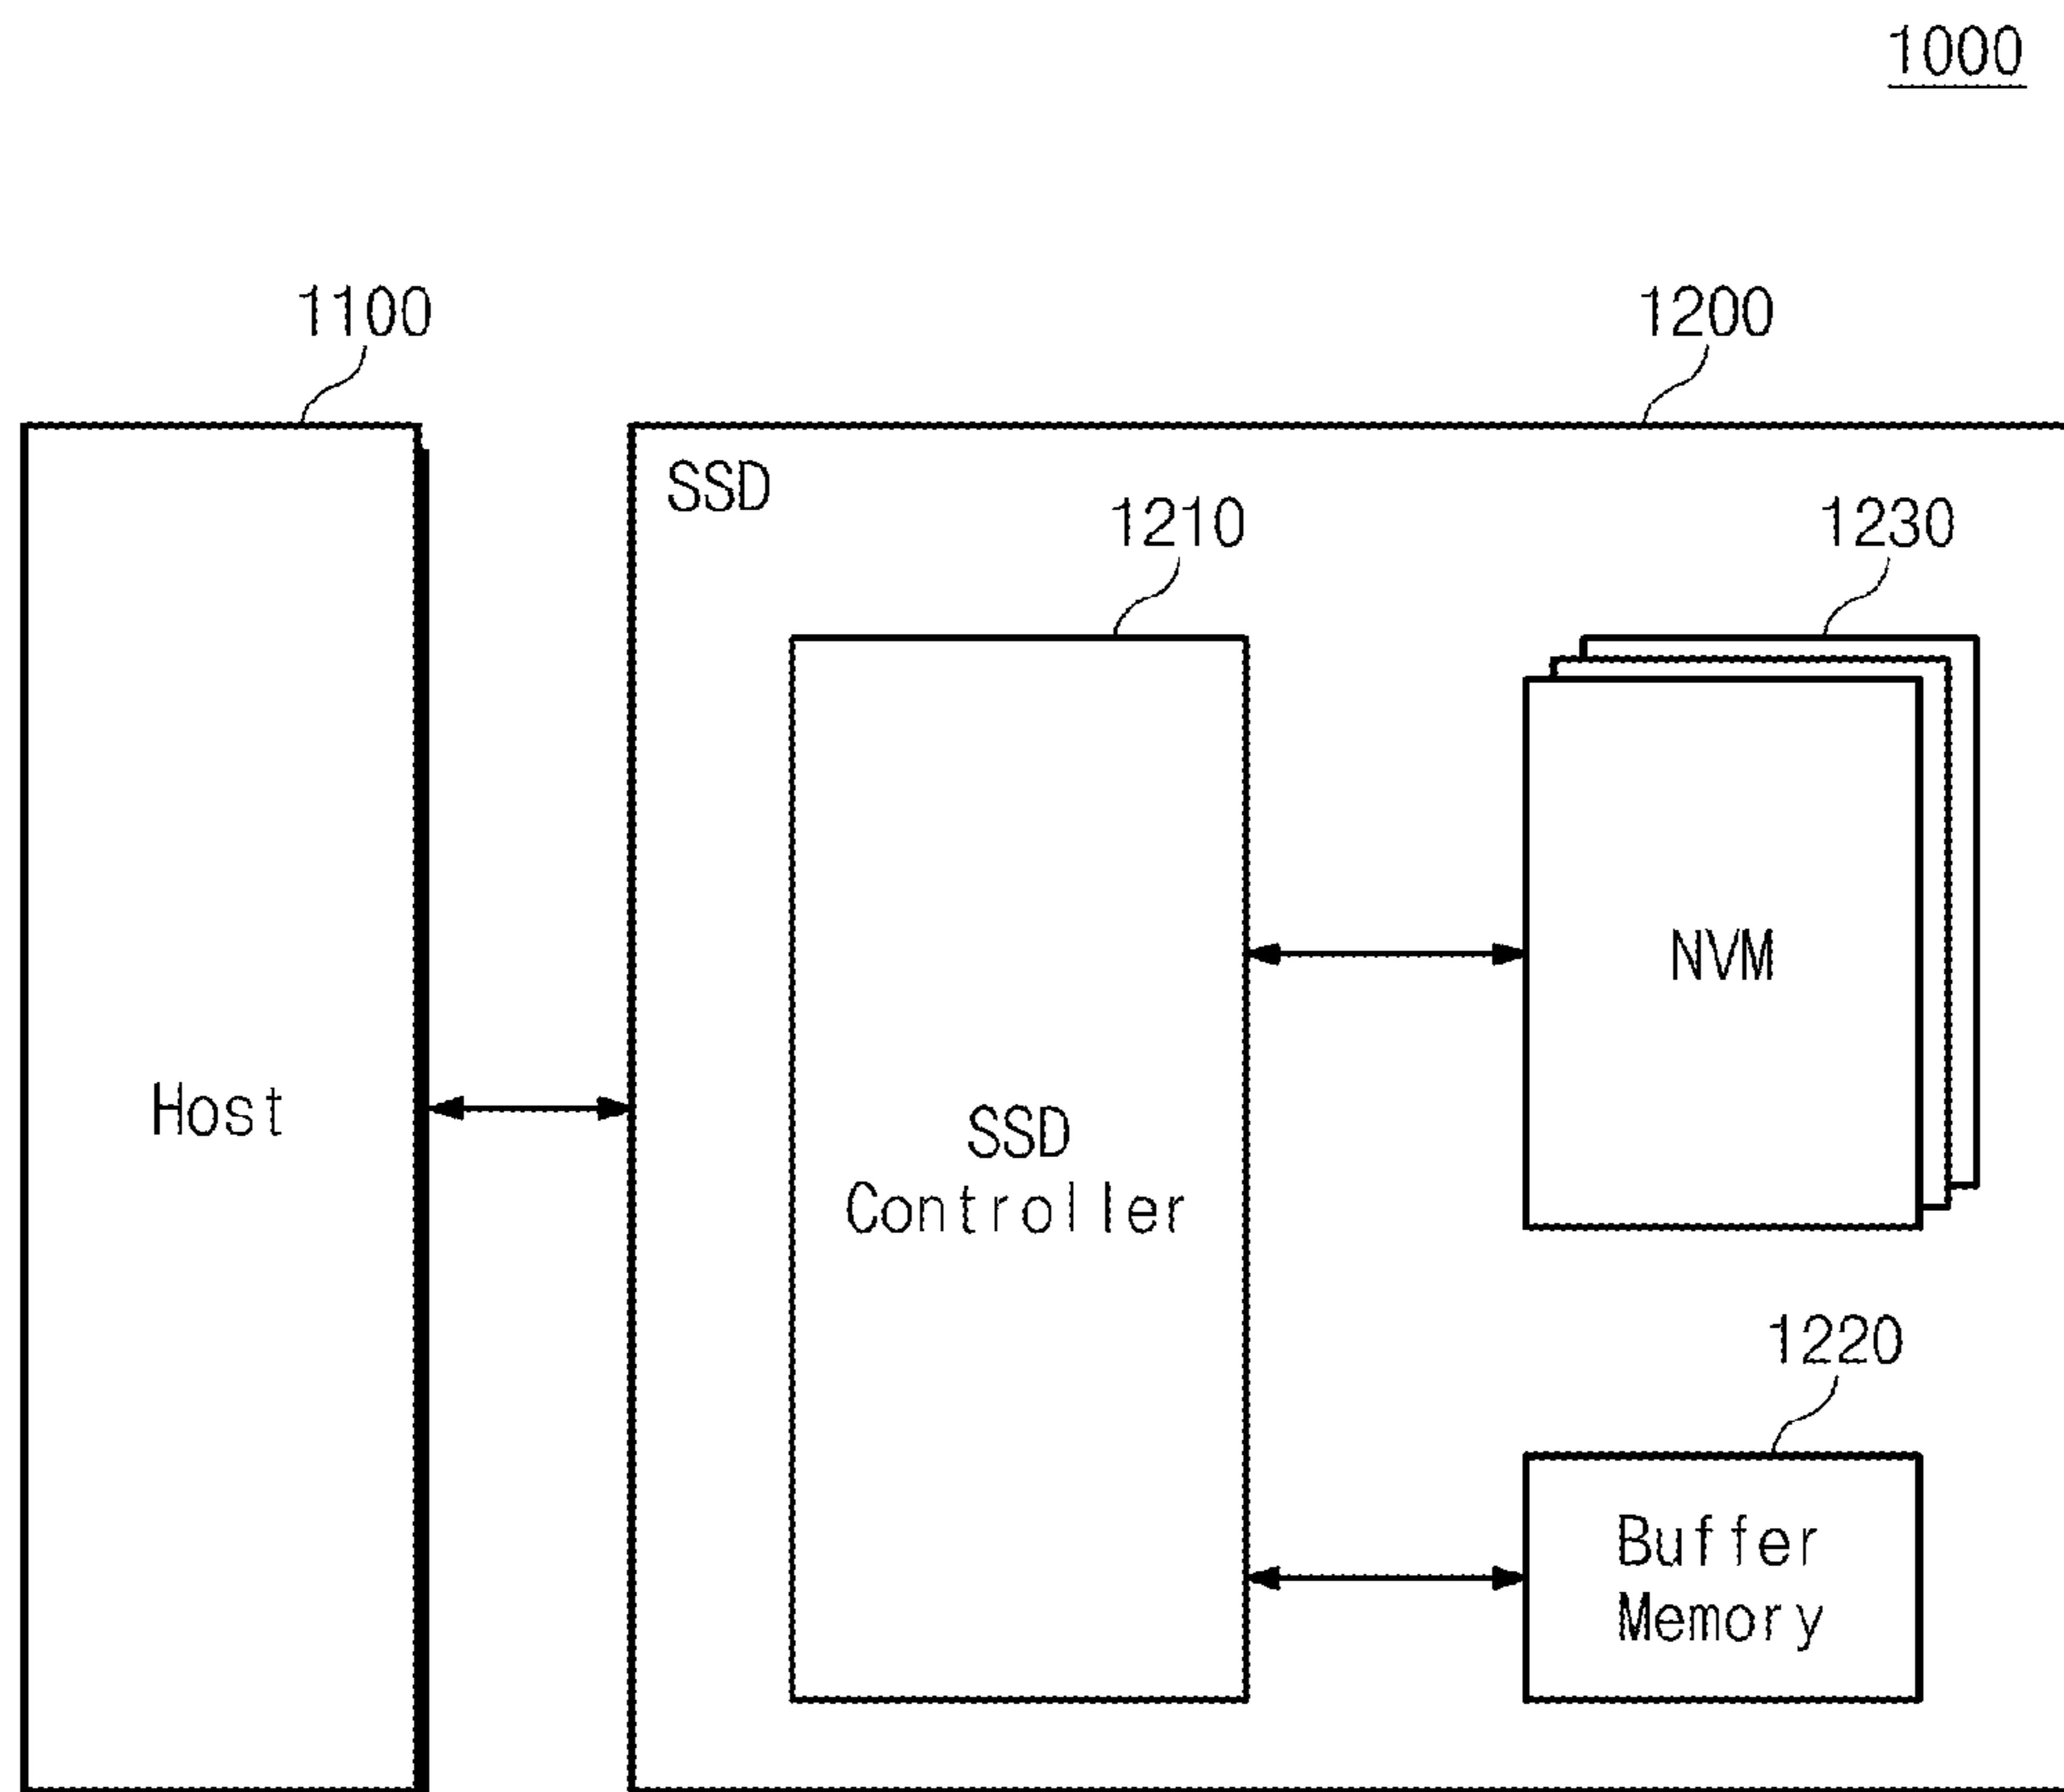 1000
1100
1200
SSD
1210
1230
NVM
Host
SSD
Controller
1220
Buffer
Memory